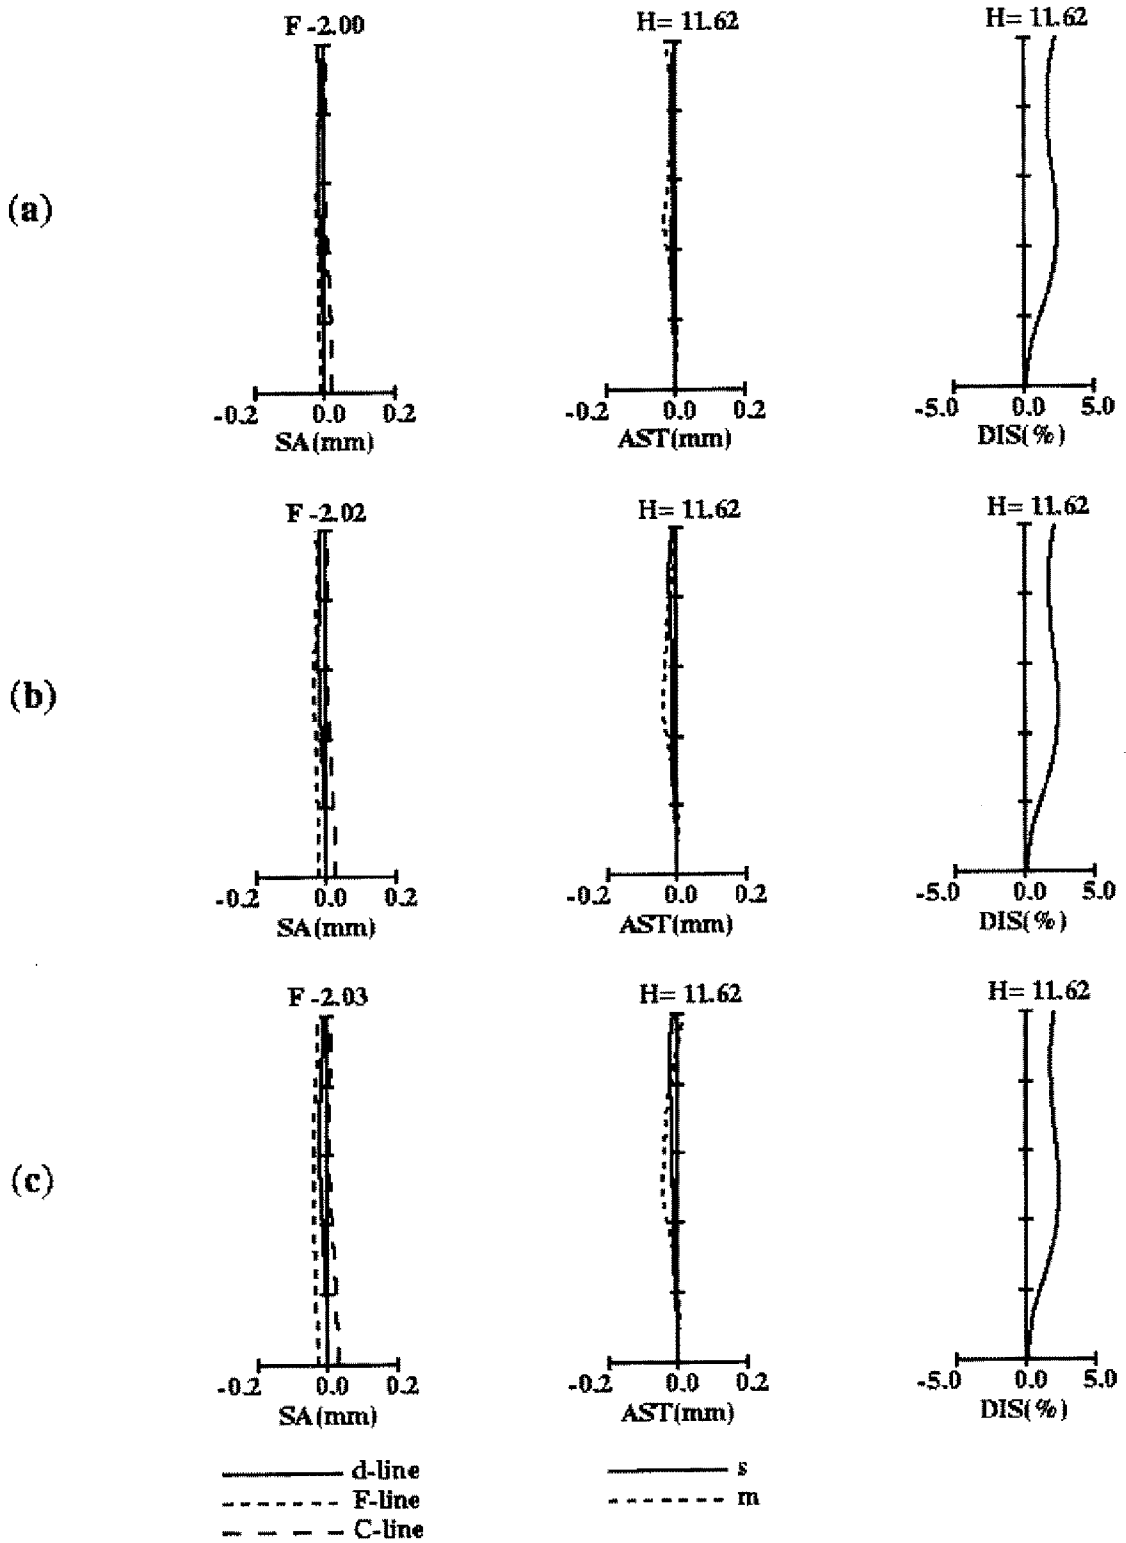 F -2.00 H= 11.62 H= 11.62
(a)
-0.2 0.0 0.2 -0.2 0.0 0.2 -5.0 0.0 5.0
SA(mm) AST(mm) DIS(%)
F -2.02 H= 11.62 H= 11.62
(b)
-0.2 0.0 0.2 -0.2 0.0 0.2 -5.0 0.0 5.0
SA(mm) AST(mm) DIS(%)
F -2.03 H= 11.62 H= 11.62
(c)
-0.2 0.0 0.2 -0.2 0.0 0.2 -5.0 0.0 5.0
SA(mm) AST(mm) DIS(%)
d-line s
F-line m
C-line